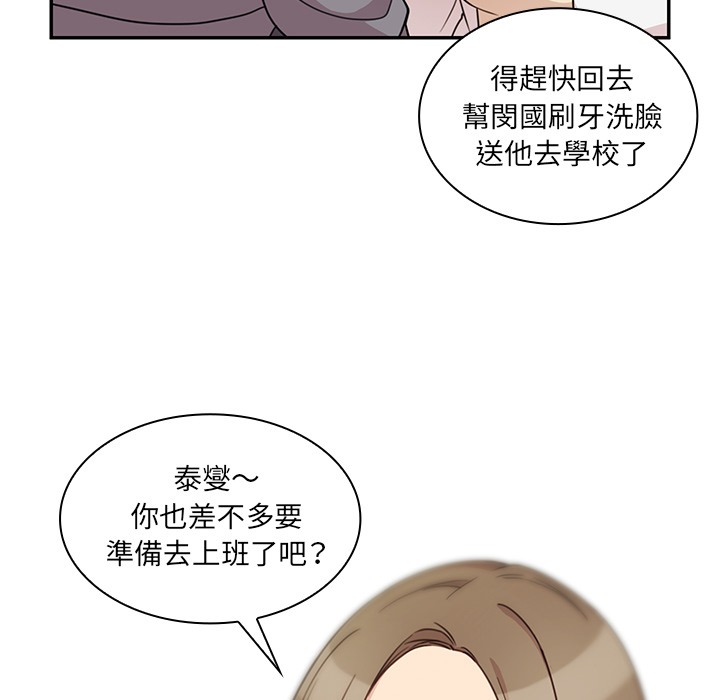 得趕快回去
幫閔國刷牙洗臉
送他去學校了
泰燮～
你也差不多要
準備去上班了吧？